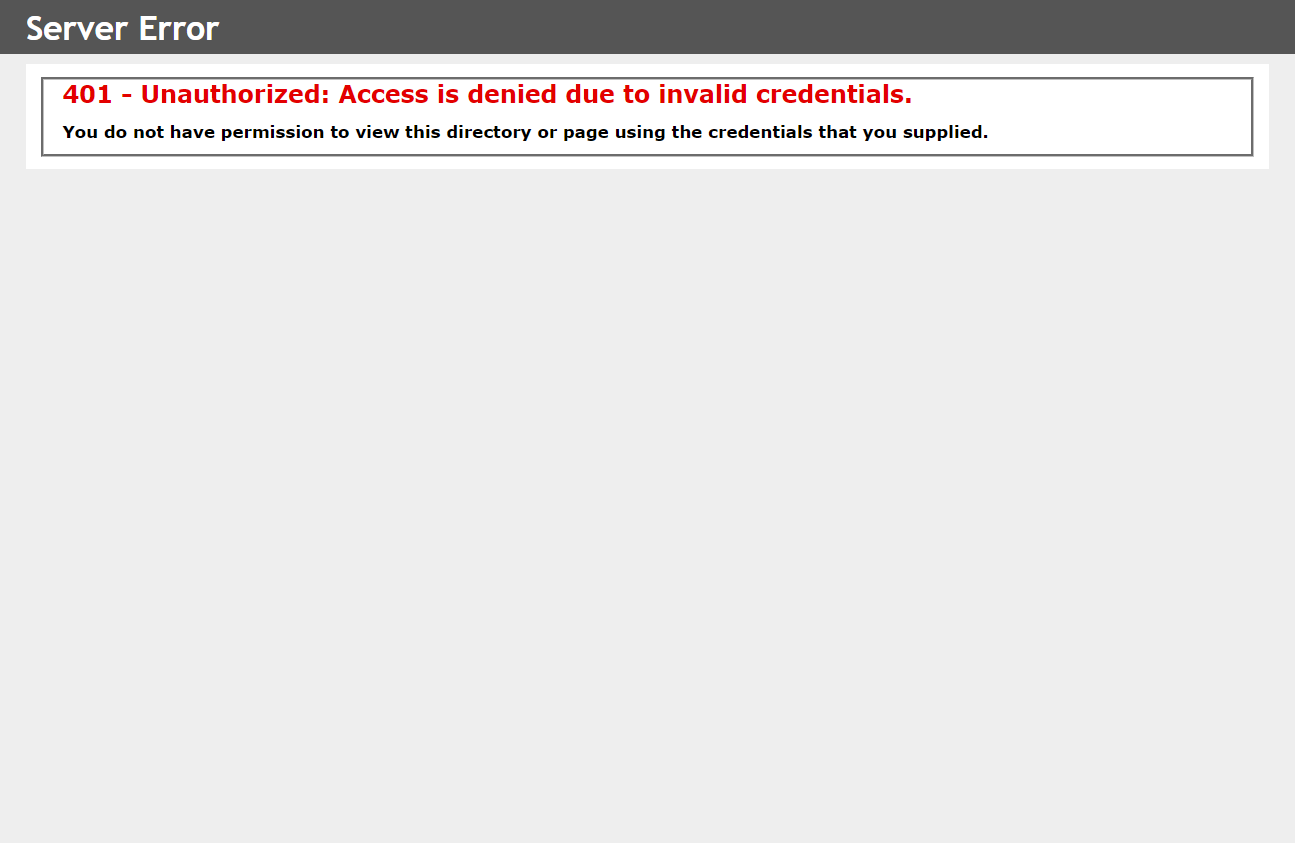 Server Error
401 - Unauthorized: Access is denied due to invalid credentials.
You do not have permission to view this directory or page using the credentials that you supplied.